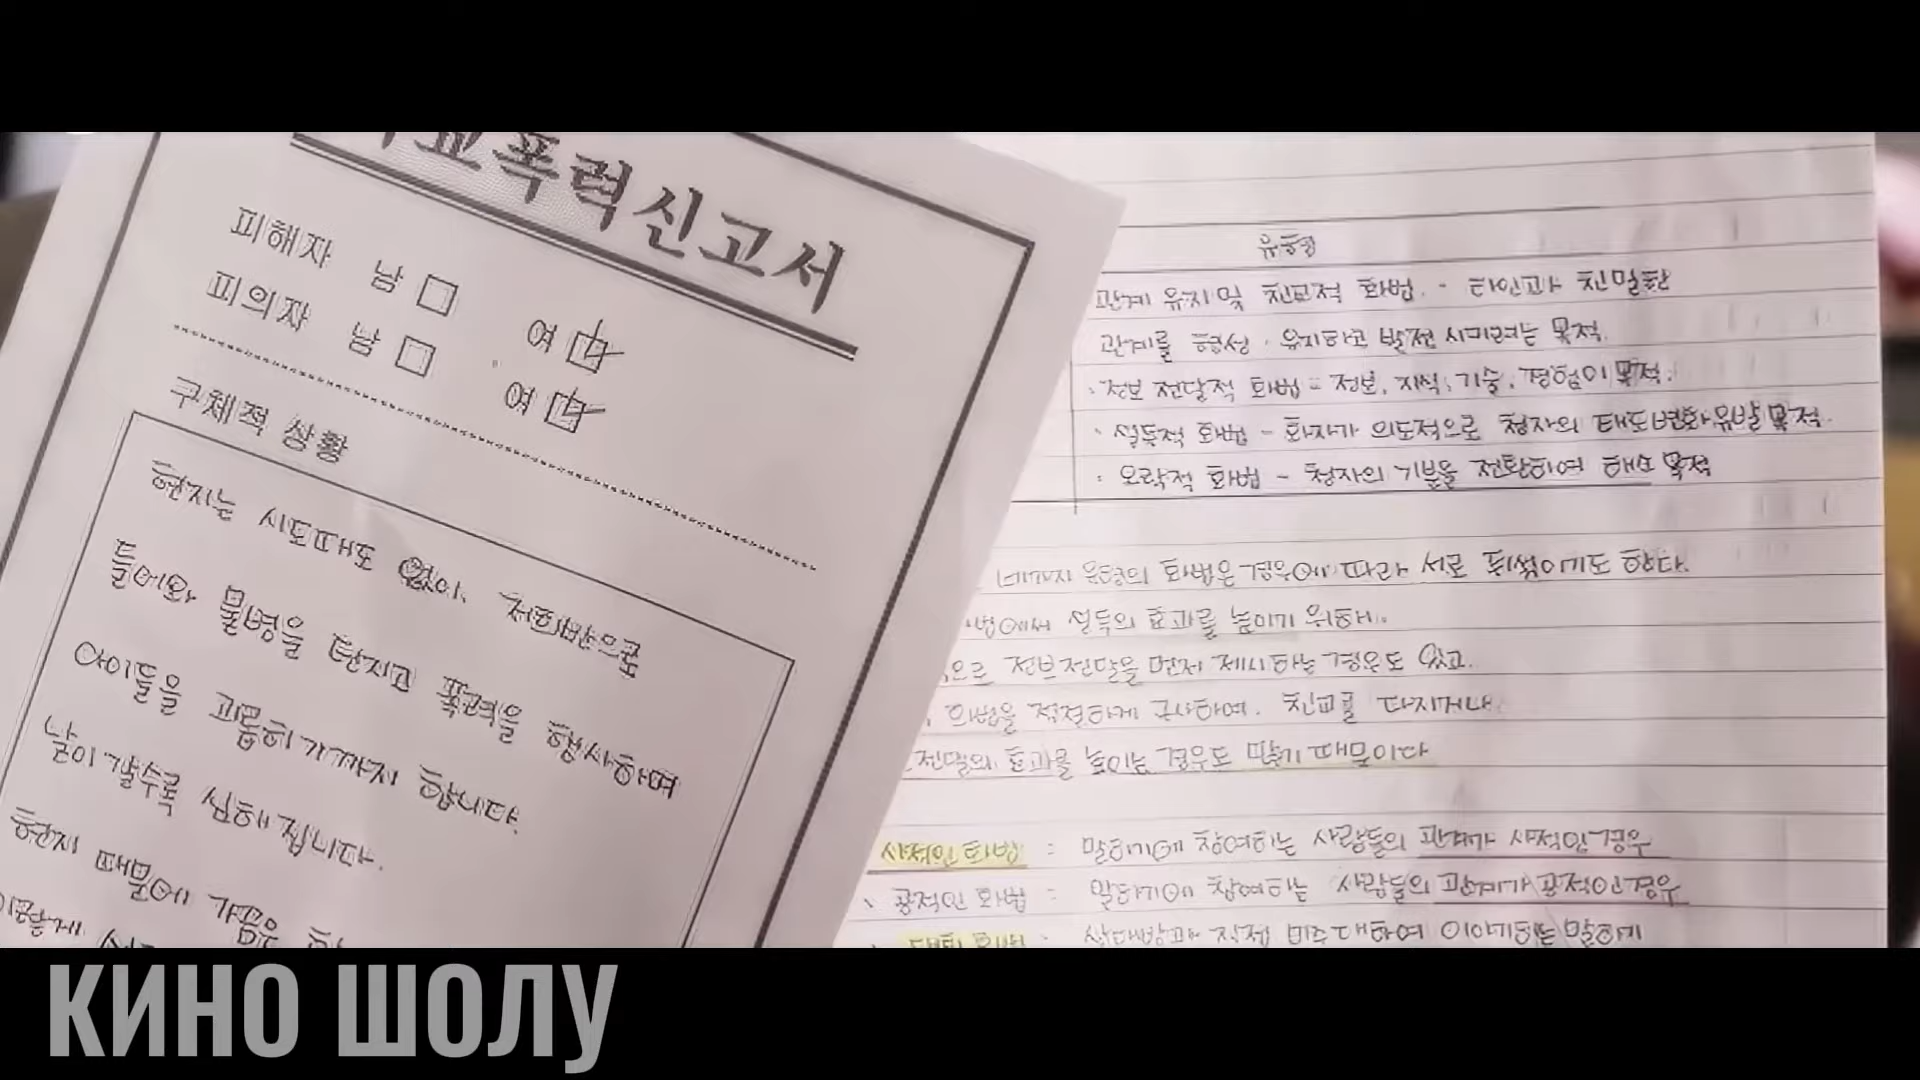 교폭력신고서
피해자 남 □ 여 ☑
피의자 남 □ 여 ☑
구체적 상황
현지는 시도때도 없이. 저희반으로
들어와 물병을 던지고 폭력을 행사하며
아이들을 괴롭히기까지 합니다.
날이 갈수록 심해집니다.
현지 때문에
유형
관계 유지 및 친교적 화법. - 타인과가 친밀한
관계를 형성·유지하고 발전 시키려는 목적.
· 정보 전달적 화법 = 정보, 지식, 기술, 경험이 목적.
· 설득적 화법 - 화자가 의도적으로 청자의 태도변화유발 목적.
· 오락적 화법 - 청자의 기분을 전환하여 해소 목적
네가지 유형의 화법은 경우에 따라 서로 뒤섞이기도 한다.
법에서 설득의 효과를 높이기 위해.
으로 정보전달을 먼저 제시하는 경우도 있고.
화법을 적절하게 구사하여. 친교를 다지거나
전달의 효과를 높이는 경우도 많기 때문이다
사적인 화법 : 말하기에 참여하는 사람들의 관계가 사적인 경우
· 공적인 화법 : 말하기에 참여하는 사람들의 관계가 공적인 경우
상대방과 직접 마주대하여 이야기하는 말하기
КИНО ШОЛУ